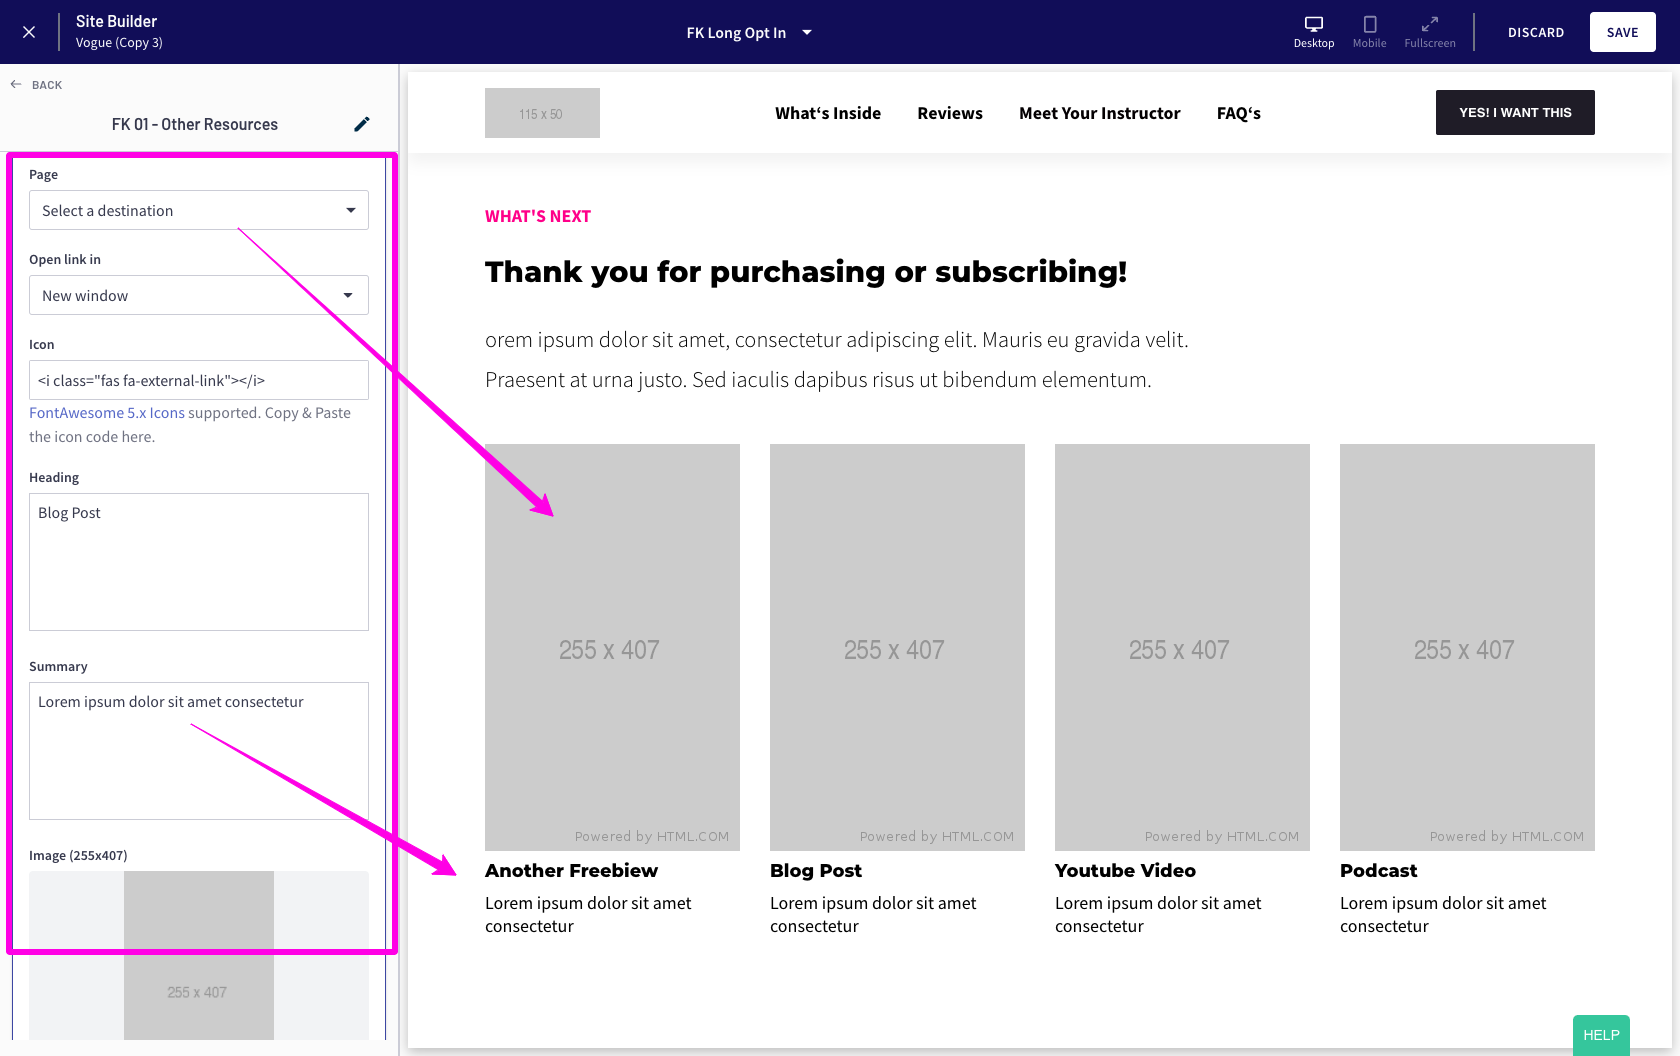 Site Builder
Vogue (Copy 3)
FK Long Opt In
Desktop
Mobile
Fullscreen
DISCARD
SAVE
BACK
FK 01 - Other Resources
Page
Select a destination
Open link in
New window
Icon
<i class="fas fa-external-link"></i>
FontAwesome 5.x Icons supported. Copy & Paste
the icon code here.
Heading
Blog Post
Summary
Lorem ipsum dolor sit amet consectetur
Image (255x407)
255 x 407
115 x 50
What‘s Inside
Reviews
Meet Your Instructor
FAQ‘s
YES! I WANT THIS
WHAT'S NEXT
Thank you for purchasing or subscribing!
orem ipsum dolor sit amet, consectetur adipiscing elit. Mauris eu gravida velit.
Praesent at urna justo. Sed iaculis dapibus risus ut bibendum elementum.
255 x 407
Powered by HTML.COM
Another Freebiew
Lorem ipsum dolor sit amet
consectetur
255 x 407
Powered by HTML.COM
Blog Post
Lorem ipsum dolor sit amet
consectetur
255 x 407
Powered by HTML.COM
Youtube Video
Lorem ipsum dolor sit amet
consectetur
255 x 407
Powered by HTML.COM
Podcast
Lorem ipsum dolor sit amet
consectetur
HELP